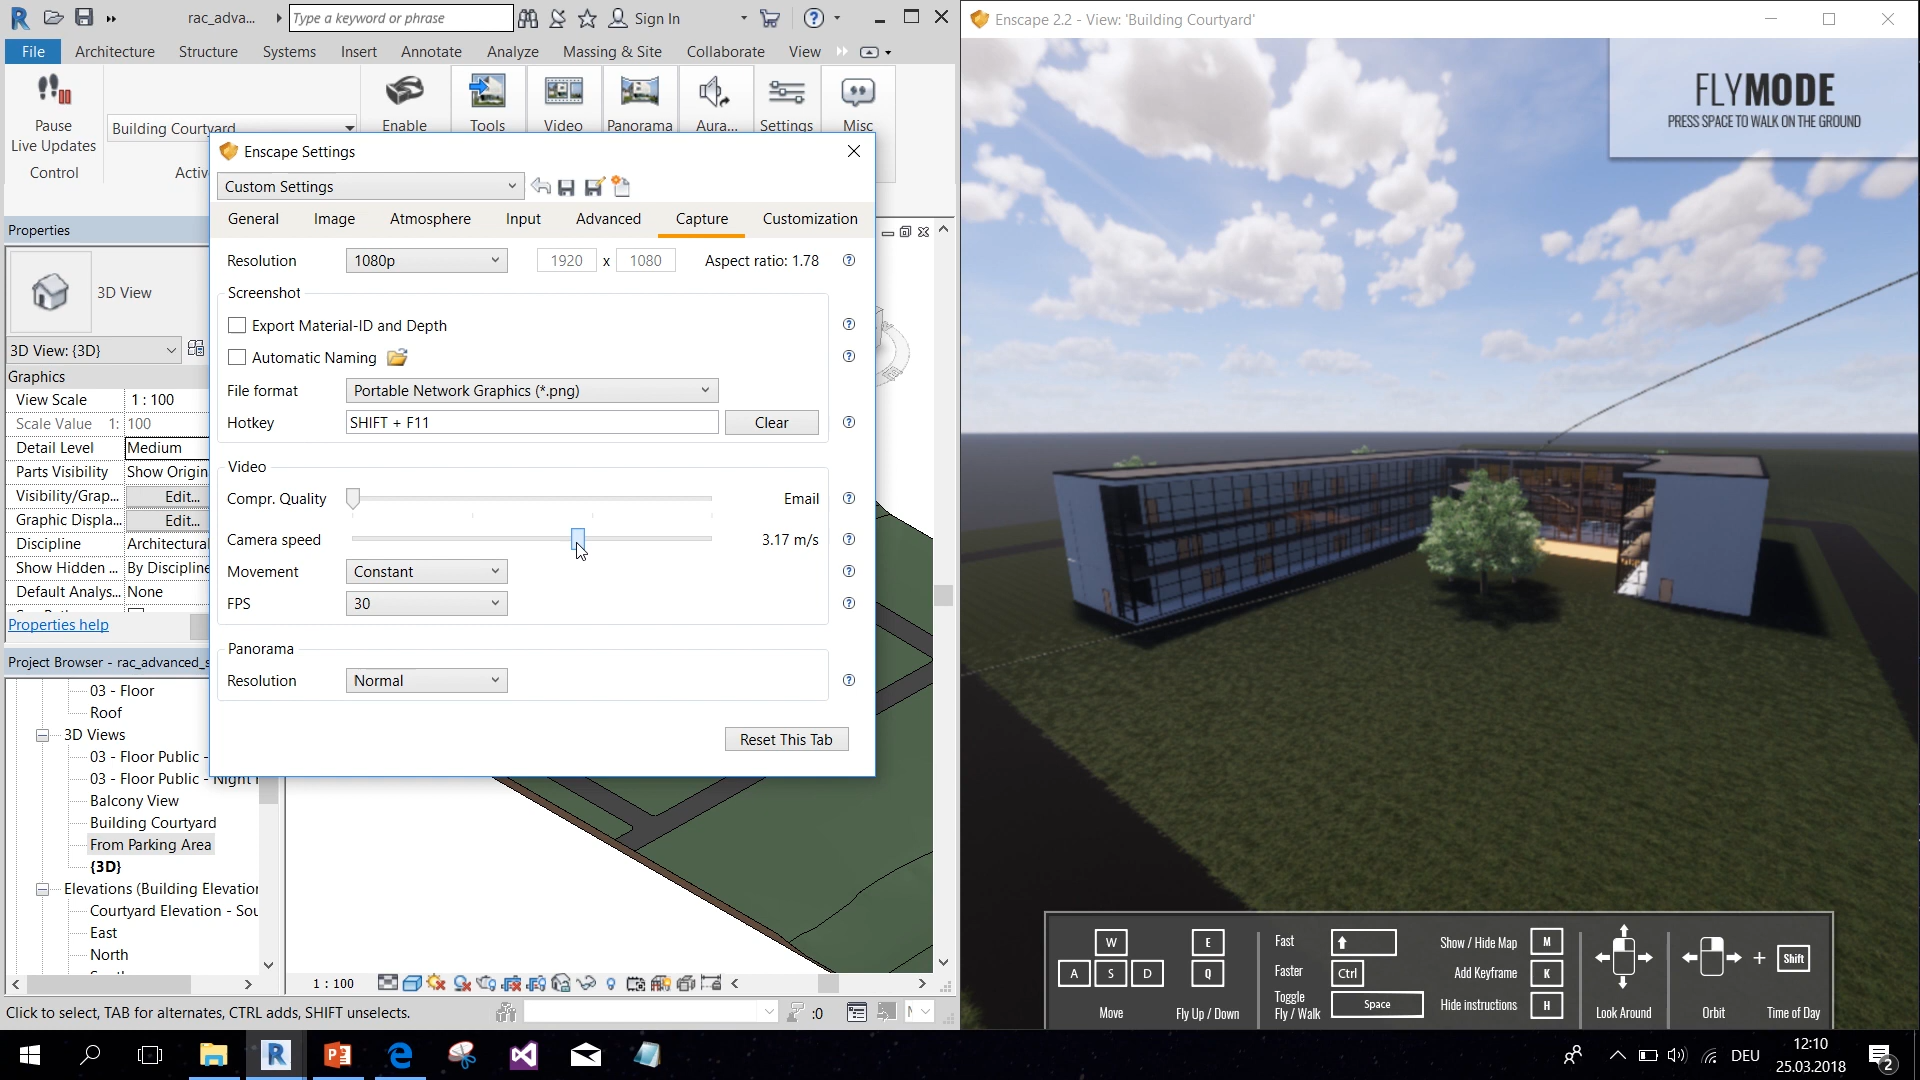 rac_adva...
Type a keyword or phrase
Sign In
File
Architecture
Structure
Systems
Insert
Annotate
Analyze
Massing & Site
Collaborate
View
Pause
Live Updates
Control
Building Courtyard
Activ
Enable
Tools
Video
Panorama
Aura...
Settings
Misc
Properties
3D View
3D View: {3D}
Graphics
View Scale
1 : 100
Scale Value 1:
100
Detail Level
Medium
Parts Visibility
Show Origin
Visibility/Grap...
Edit...
Graphic Displa...
Edit...
Discipline
Architectural
Show Hidden ...
By Discipline
Default Analys...
None
Properties help
Project Browser - rac_advanced_s
03 - Floor
Roof
3D Views
03 - Floor Public -
03 - Floor Public - Night
Balcony View
Building Courtyard
From Parking Area
{3D}
Elevations (Building Elevation
Courtyard Elevation - Sou
East
North
Enscape Settings
Custom Settings
General
Image
Atmosphere
Input
Advanced
Capture
Customization
Resolution
1080p
1920 x 1080
Aspect ratio: 1.78
Screenshot
Export Material-ID and Depth
Automatic Naming
File format
Portable Network Graphics (*.png)
Hotkey
SHIFT + F11
Clear
Video
Compr. Quality
Email
Camera speed
3.17 m/s
Movement
Constant
FPS
30
Panorama
Resolution
Normal
Reset This Tab
1 : 100
Click to select, TAB for alternates, CTRL adds, SHIFT unselects.
:0
Enscape 2.2 - View: 'Building Courtyard'
FLYMODE
PRESS SPACE TO WALK ON THE GROUND
W
A
S
D
Move
E
Q
Fly Up / Down
Fast
Faster
Ctrl
Toggle
Fly / Walk
Space
Show / Hide Map
M
Add Keyframe
K
Hide instructions
H
Look Around
Orbit
+
Shift
Time of Day
DEU
12:10
25.03.2018
2